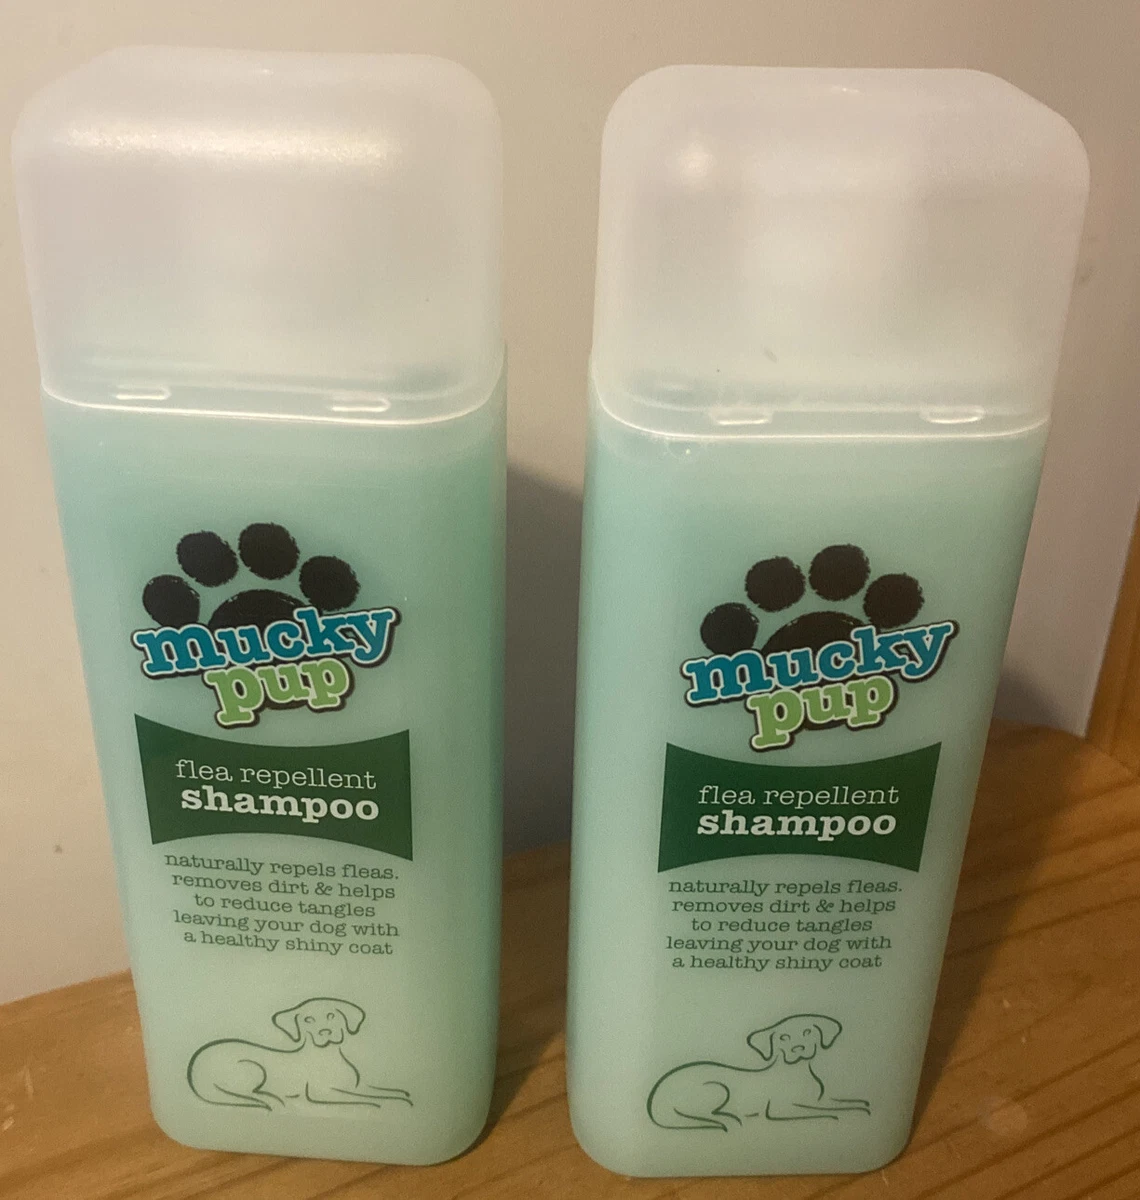 mucky
pup
flea repellent
shampoo
naturally repels fleas.
removes dirt & helps
to reduce tangles
leaving your dog with
a healthy shiny coat
mucky
pup
flea repellent
shampoo
naturally repels fleas.
removes dirt & helps
to reduce tangles
leaving your dog with
a healthy shiny coat